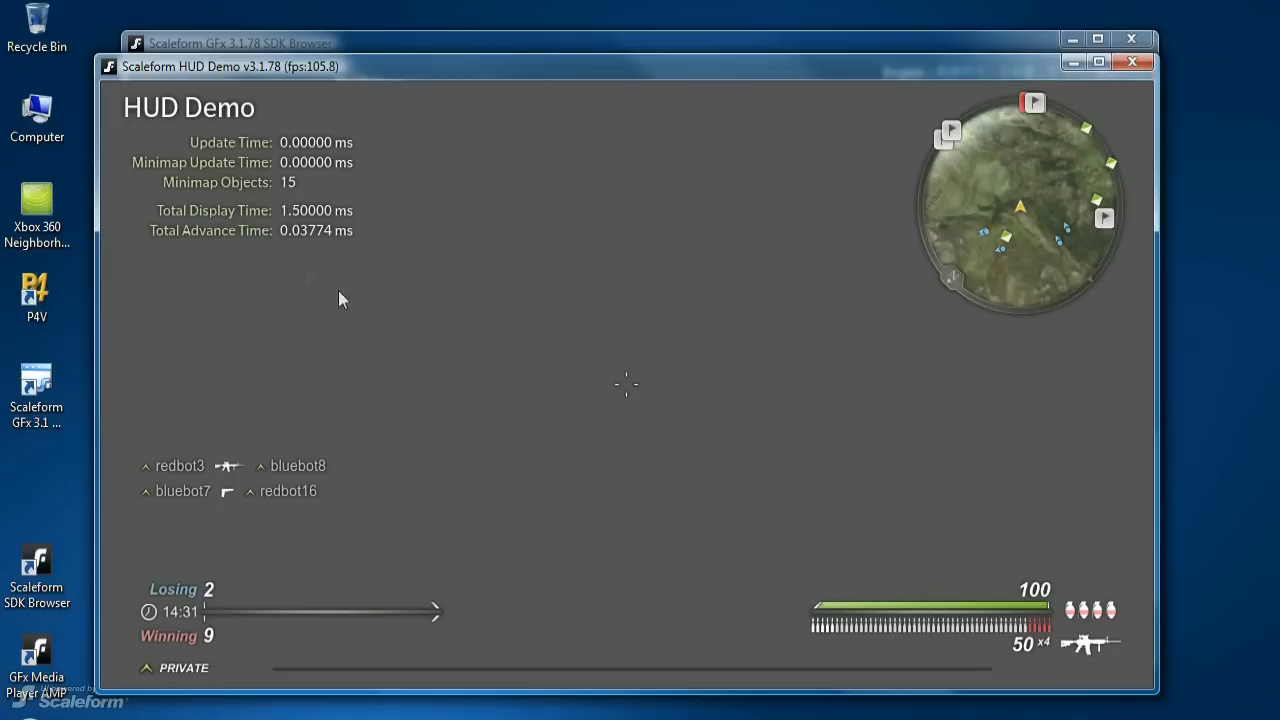 Recycle Bin
Computer
Xbox 360
Neighborh...
P4V
Scaleform
GFx 3.1 ...
Scaleform
SDK Browser
GFx Media
Player AMP
Scaleform
Scaleform GFx 3.1.78 SDK Browser
Scaleform HUD Demo v3.1.78 (fps:105.8)
HUD Demo
Update Time: 0.00000 ms
Minimap Update Time: 0.00000 ms
Minimap Objects: 15
Total Display Time: 1.50000 ms
Total Advance Time: 0.03774 ms
redbot3 bluebot8
bluebot7 redbot16
Losing 2
14:31
Winning 9
PRIVATE
100
50 x4